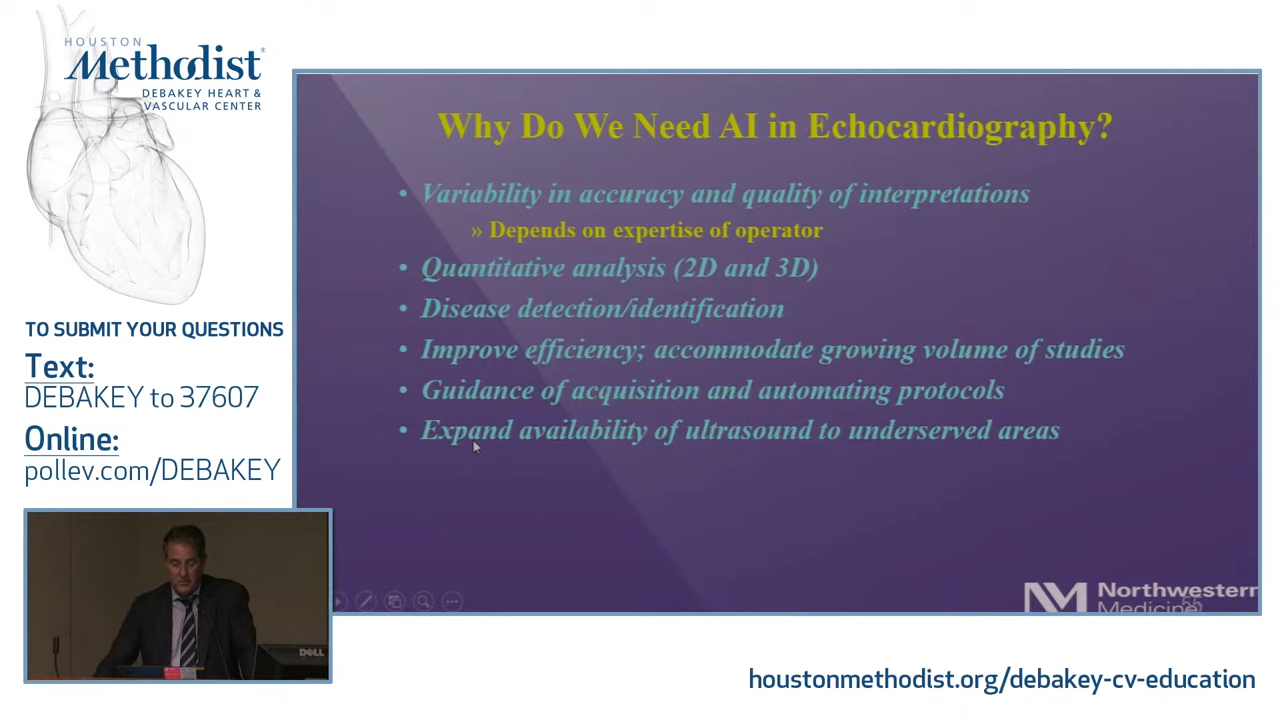 HOUSTON
Methodist®
DEBAKEY HEART &
VASCULAR CENTER
TO SUBMIT YOUR QUESTIONS
Text:
DEBAKEY to 37607
Online:
pollev.com/DEBAKEY
Why Do We Need AI in Echocardiography?
• Variability in accuracy and quality of interpretations
» Depends on expertise of operator
• Quantitative analysis (2D and 3D)
• Disease detection/identification
• Improve efficiency; accommodate growing volume of studies
• Guidance of acquisition and automating protocols
• Expand availability of ultrasound to underserved areas
Northwestern
Medicine
DELL
houstonmethodist.org/debakey-cv-education